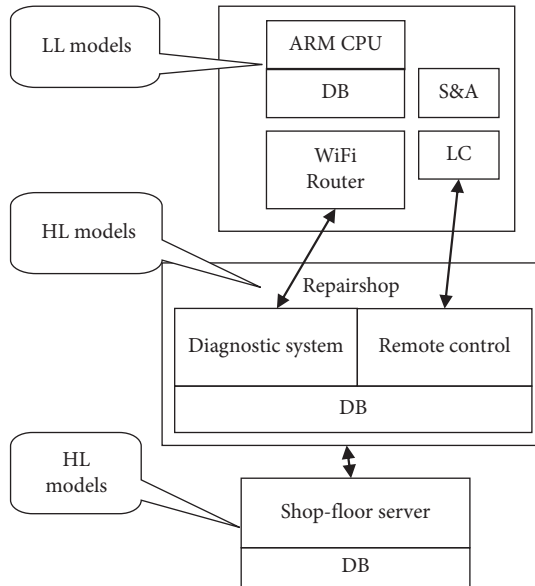 LL models
ARM CPU
DB
S&A
WiFi
Router
LC
HL models
Repairshop
Diagnostic system
Remote control
DB
HL
models
Shop-floor server
DB